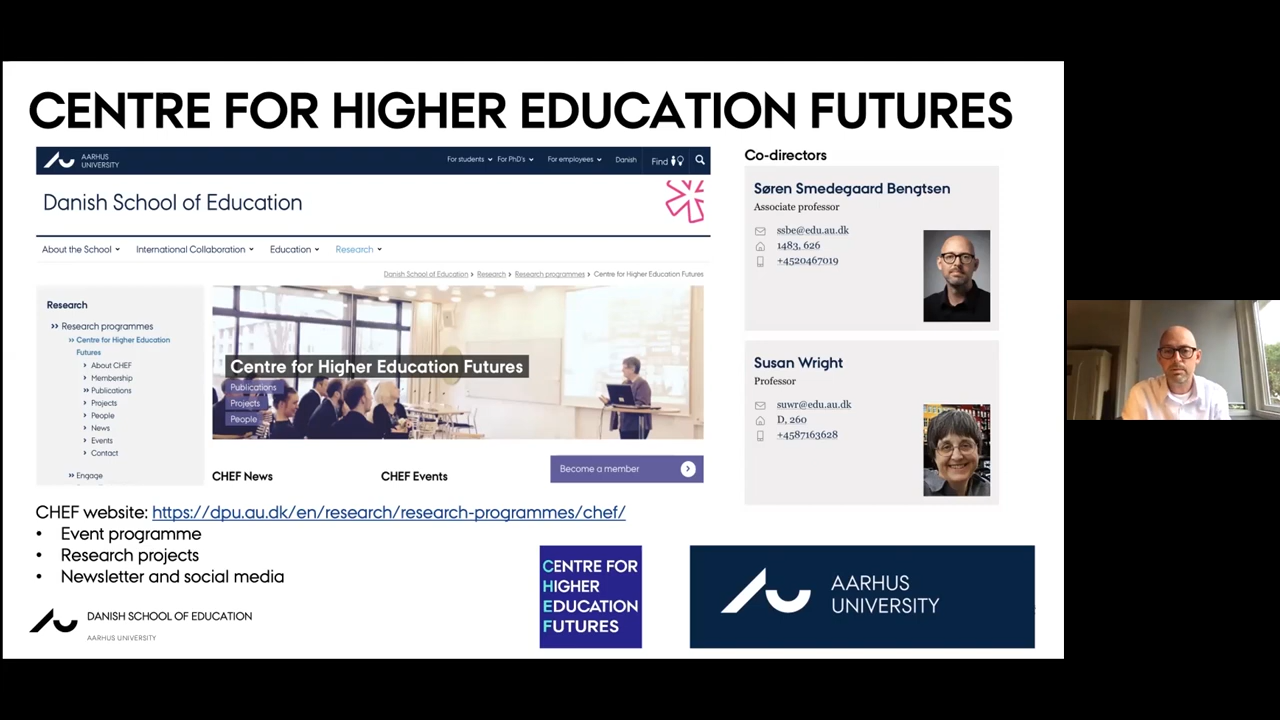 CENTRE FOR HIGHER EDUCATION FUTURES
AARHUS
UNIVERSITY
For students
For PhD's
For employees
Danish
Find
Danish School of Education
About the School
International Collaboration
Education
Research
Danish School of Education › Research › Research programmes › Centre for Higher Education Futures
Research
›› Research programmes
›› Centre for Higher Education
Futures
› About CHEF
› Membership
›› Publications
› Projects
› People
› News
› Events
› Contact
›› Engage
Centre for Higher Education Futures
Publications
Projects
People
CHEF News
CHEF Events
Become a member
Co-directors
Søren Smedegaard Bengtsen
Associate professor
ssbe@edu.au.dk
1483, 626
+4520467019
Susan Wright
Professor
suwr@edu.au.dk
D, 260
+4587163628
CHEF website: https://dpu.au.dk/en/research/research-programmes/chef/
• Event programme
• Research projects
• Newsletter and social media
DANISH SCHOOL OF EDUCATION
AARHUS UNIVERSITY
CENTRE FOR
HIGHER
EDUCATION
FUTURES
AARHUS
UNIVERSITY